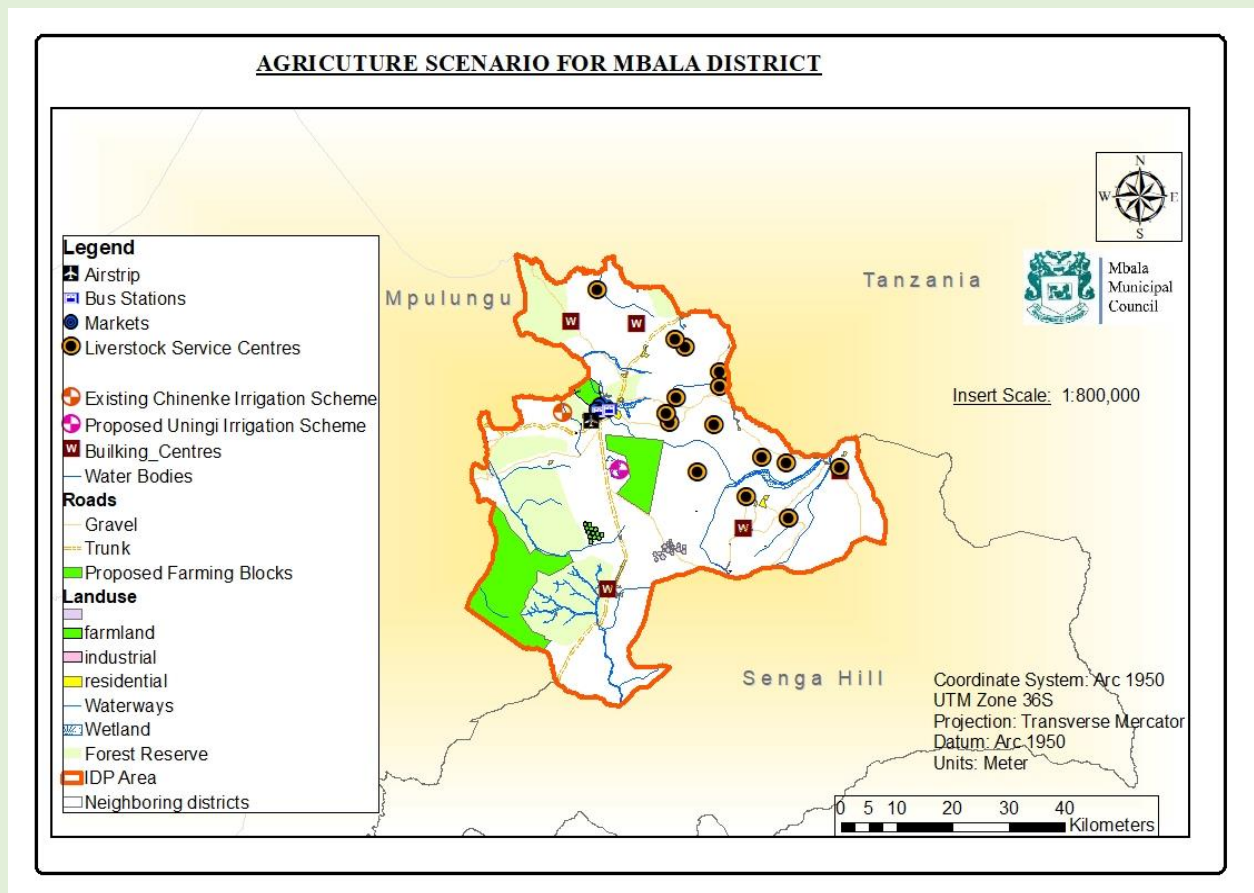 AGRICUTURE SCENARIO FOR MBALA DISTRICT
N
W E
S
Mbala
Municipal
Council
Tanzania
Mpulungu
Insert Scale: 1:800,000
Legend
Airstrip
Bus Stations
Markets
Liverstock Service Centres
Existing Chinenke Irrigation Scheme
Proposed Uningi Irrigation Scheme
W Builking_Centres
Water Bodies
Roads
Gravel
Trunk
Proposed Farming Blocks
Landuse
farmland
industrial
residential
Waterways
Wetland
Forest Reserve
IDP Area
Neighboring districts
W
W
W
W
Senga Hill
Coordinate System: Arc 1950
UTM Zone 36S
Projection: Transverse Mercator
Datum: Arc 1950
Units: Meter
0 5 10 20 30 40
Kilometers